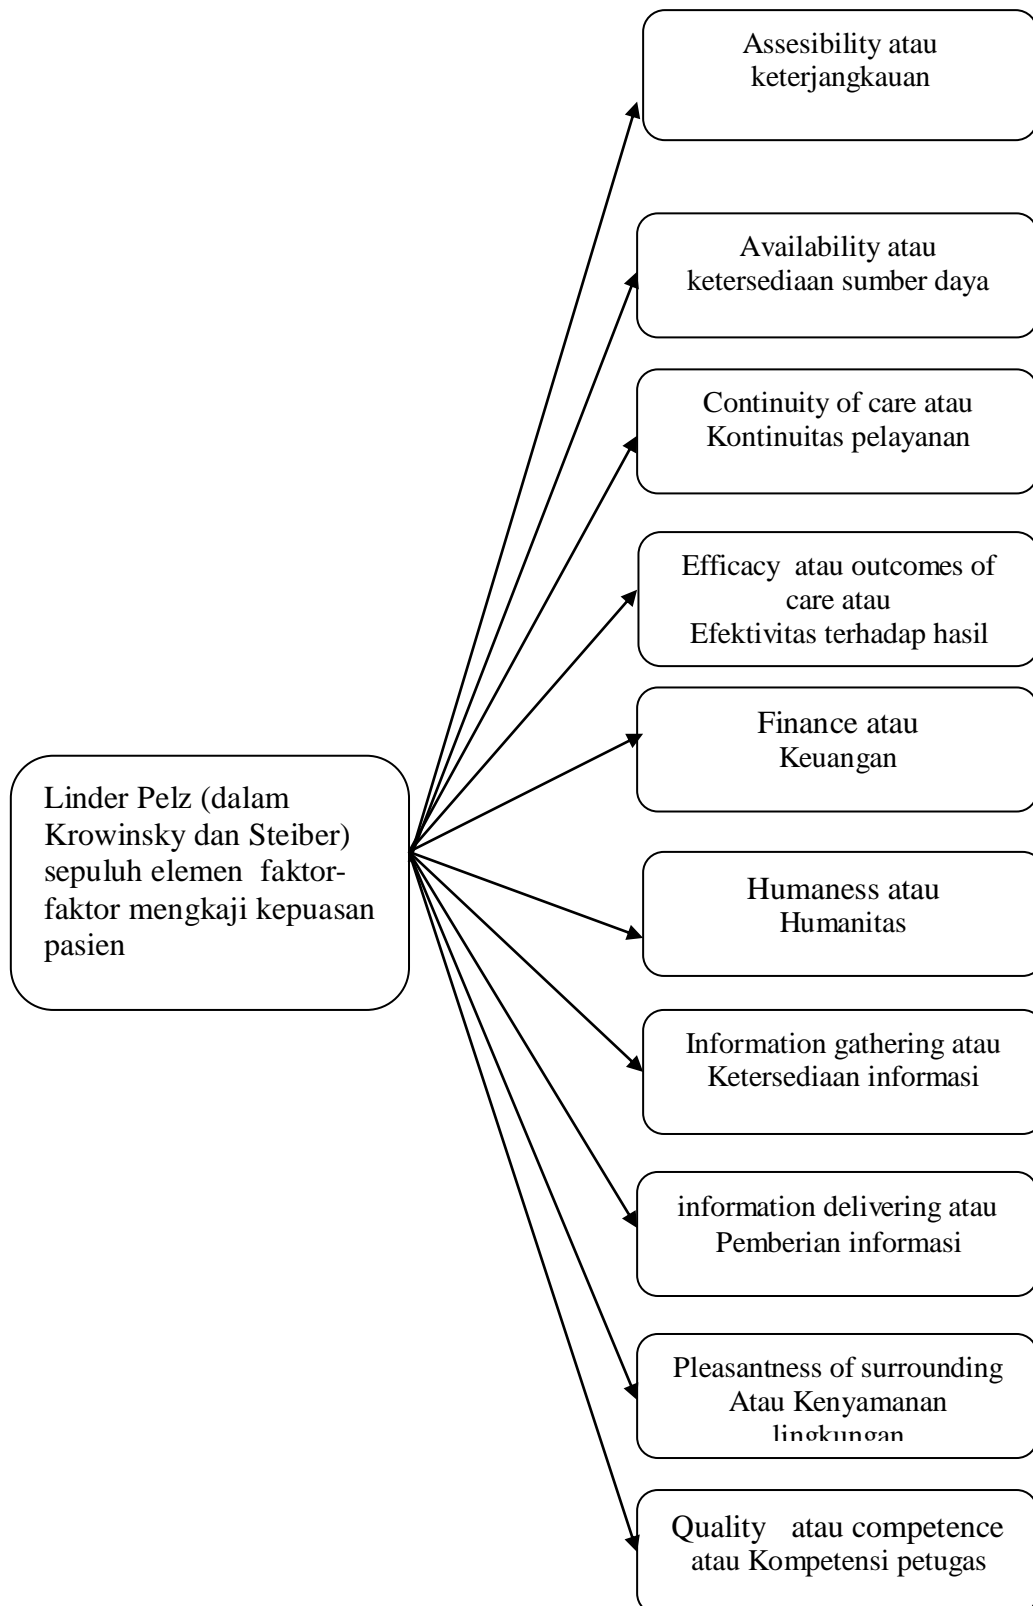 Assesibility atau
keterjangkauan
Availability atau
ketersediaan sumber daya
Continuity of care atau
Kontinuitas pelayanan
Efficacy  atau outcomes of
care atau
Efektivitas terhadap hasil
Finance atau
Keuangan
Linder Pelz (dalam
Krowinsky dan Steiber)
sepuluh elemen  faktor-
faktor mengkaji kepuasan
pasien
Humaness atau
Humanitas
Information gathering atau
Ketersediaan informasi
information delivering atau
Pemberian informasi
Pleasantness of surrounding
Atau Kenyamanan
lingkungan
Quality   atau competence
atau Kompetensi petugas